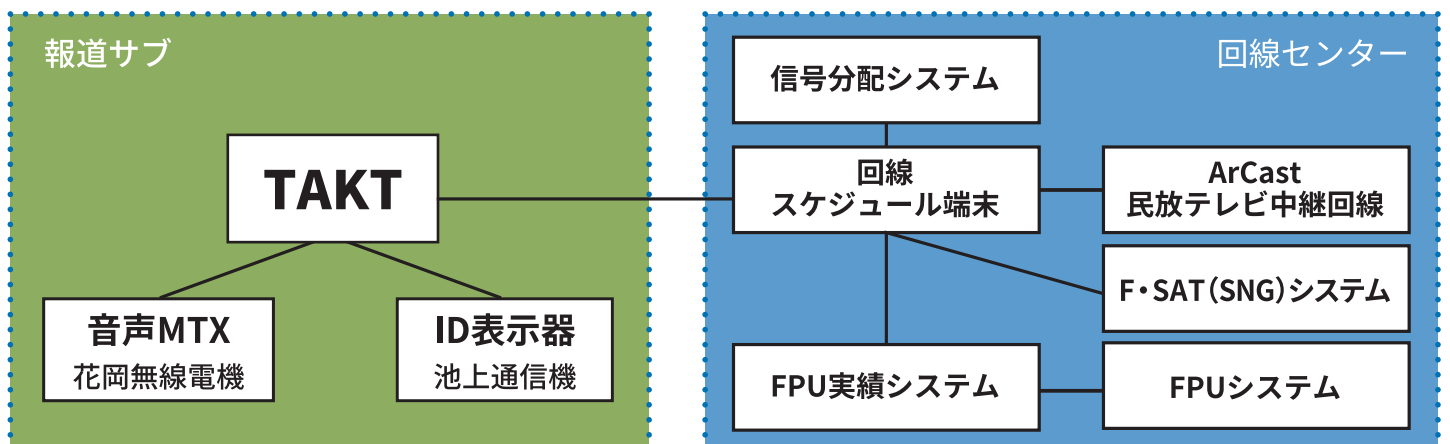 報道サブ
TAKT
音声MTX
花岡無線電機
ID表示器
池上通信機
回線センター
信号分配システム
回線
スケジュール端末
ArCast
民放テレビ中継回線
F・SAT(SNG)システム
FPU実績システム
FPUシステム